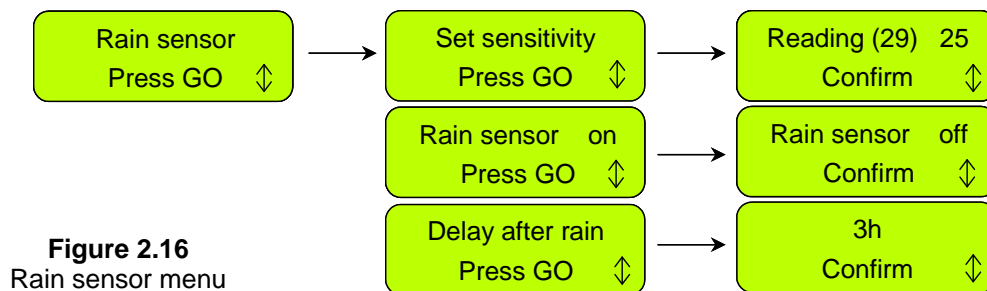 Rain sensor
Press GO ↕
Set sensitivity
Press GO ↕
Reading (29) 25
Confirm ↕
Rain sensor on
Press GO ↕
Rain sensor off
Confirm ↕
Delay after rain
Press GO ↕
3h
Confirm ↕
Figure 2.16
Rain sensor menu